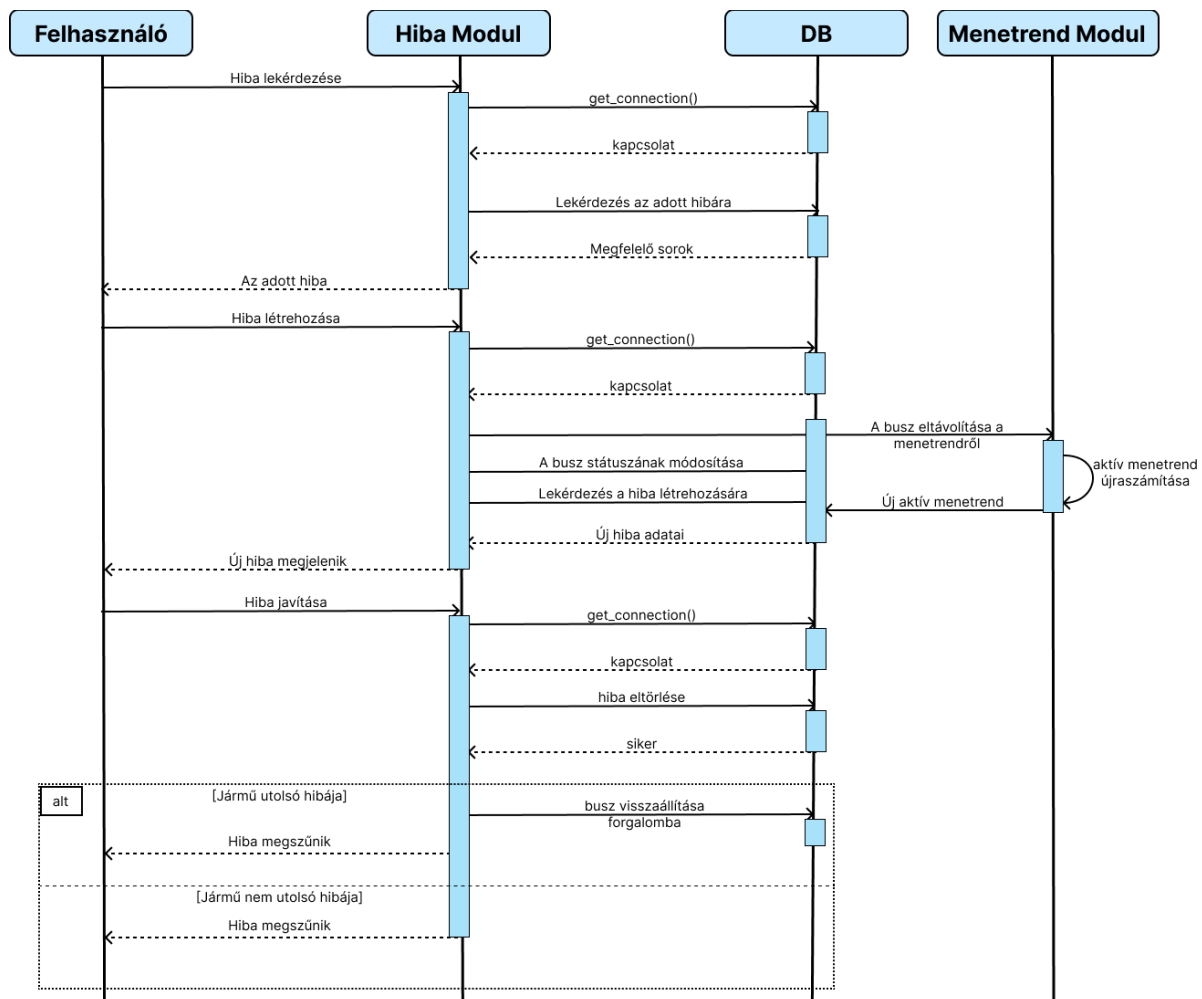 Felhasználó
Hiba Modul
DB
Menetrend Modul
Hiba lekérdezése
get_connection()
kapcsolat
Lekérdezés az adott hibára
Megfelelő sorok
Az adott hiba
Hiba létrehozása
get_connection()
kapcsolat
A busz eltávolítása a
menetrendről
A busz státuszának módosítása
aktív menetrend
újraszámítása
Lekérdezés a hiba létrehozására
Új aktív menetrend
Új hiba adatai
Új hiba megjelenik
Hiba javítása
get_connection()
kapcsolat
hiba eltörlése
siker
alt
[Jármű utolsó hibája]
busz visszaállítása
forgalomba
Hiba megszűnik
[Jármű nem utolsó hibája]
Hiba megszűnik